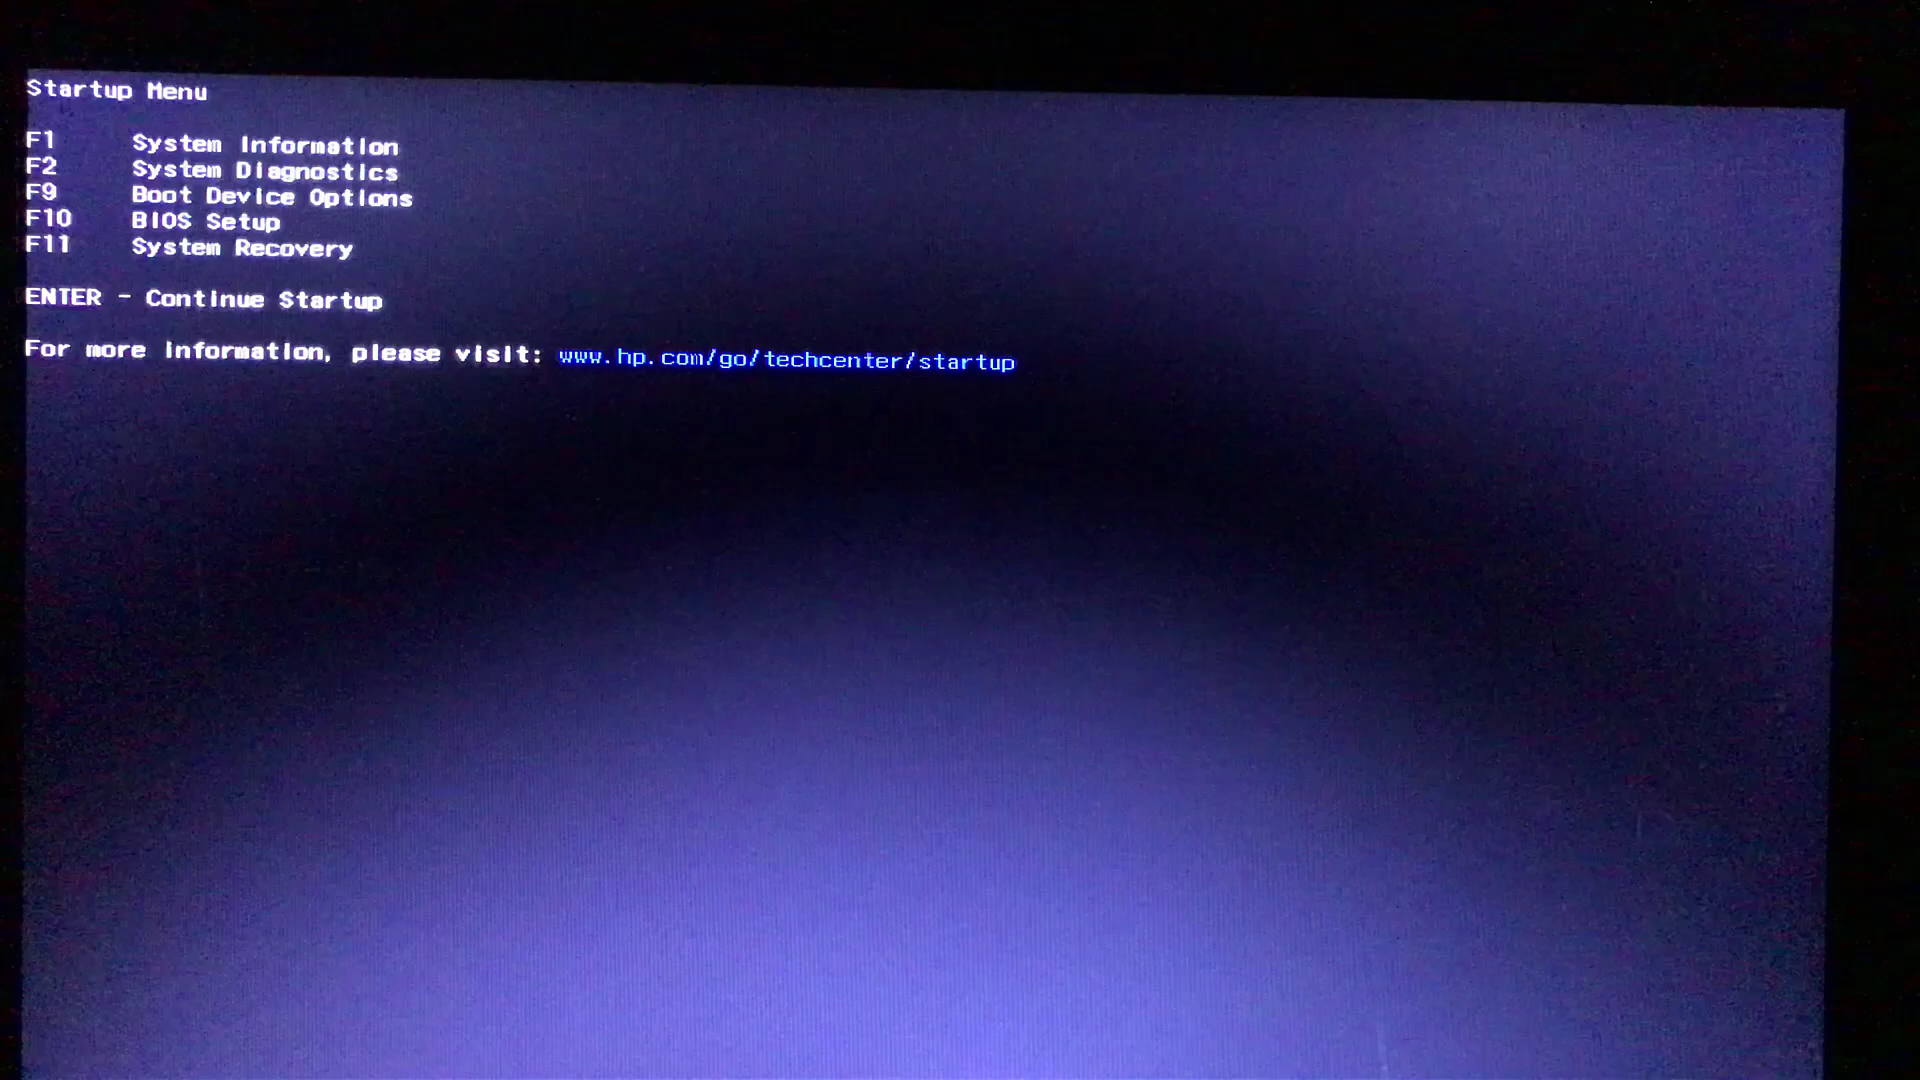 Startup Menu
F1 System Information
F2 System Diagnostics
F9 Boot Device Options
F10 BIOS Setup
F11 System Recovery
ENTER - Continue Startup
For more information, please visit: www.hp.com/go/techcenter/startup